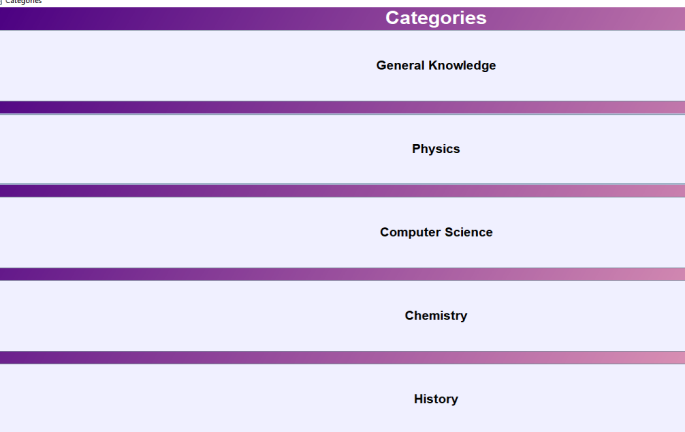 Categories
Categories
General Knowledge
Physics
Computer Science
Chemistry
History